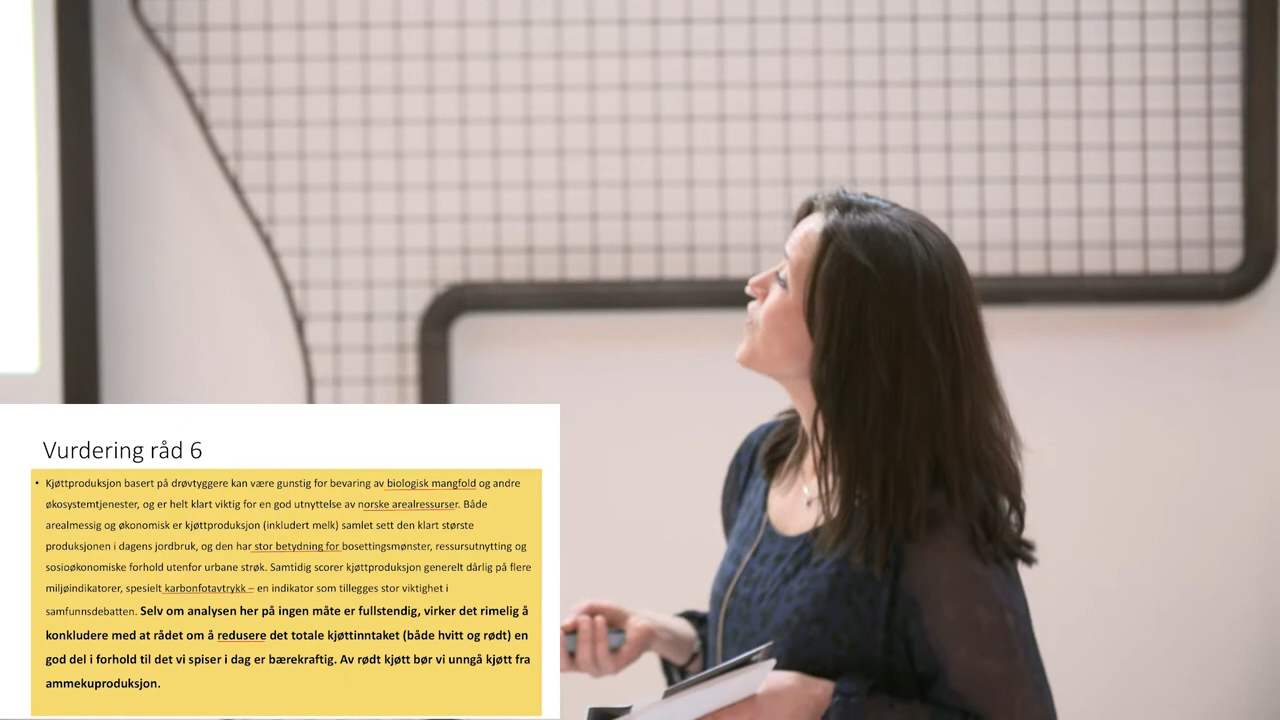 Vurdering råd 6
• Kjøttproduksjon basert på drøvtyggere kan være gunstig for bevaring av biologisk mangfold og andre
økosystemtjenester, og er helt klart viktig for en god utnyttelse av norske arealressurser. Både
arealmessig og økonomisk er kjøttproduksjon (inkludert melk) samlet sett den klart største
produksjonen i dagens jordbruk, og den har stor betydning for bosettingsmønster, ressursutnytting og
sosioøkonomiske forhold utenfor urbane strøk. Samtidig scorer kjøttproduksjon generelt dårlig på flere
miljøindikatorer, spesielt karbonfotavtrykk – en indikator som tillegges stor viktighet i
samfunnsdebatten. Selv om analysen her på ingen måte er fullstendig, virker det rimelig å
konkludere med at rådet om å redusere det totale kjøttinntaket (både hvitt og rødt) en
god del i forhold til det vi spiser i dag er bærekraftig. Av rødt kjøtt bør vi unngå kjøtt fra
ammekuproduksjon.